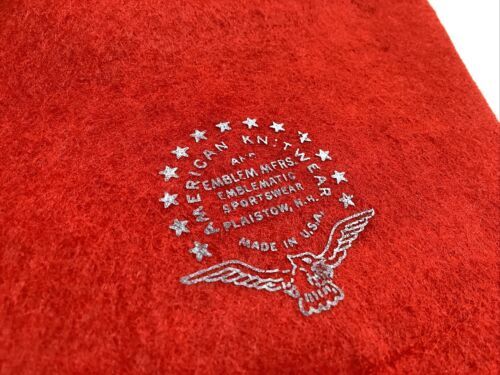 AMERICAN KNITWEAR
AND
EMBLEM MFRS.
EMBLEMATIC
SPORTSWEAR
PLAISTOW, N.H.
MADE IN U.S.A.